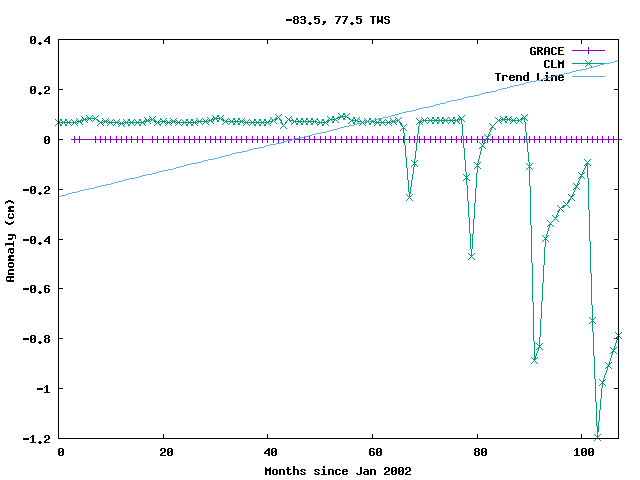 -83.5, 77.5 TWS
GRACE
CLM
Trend Line
0.4
0.2
0
-0.2
-0.4
-0.6
-0.8
-1
-1.2
Anomaly (cm)
0 20 40 60 80 100
Months since Jan 2002